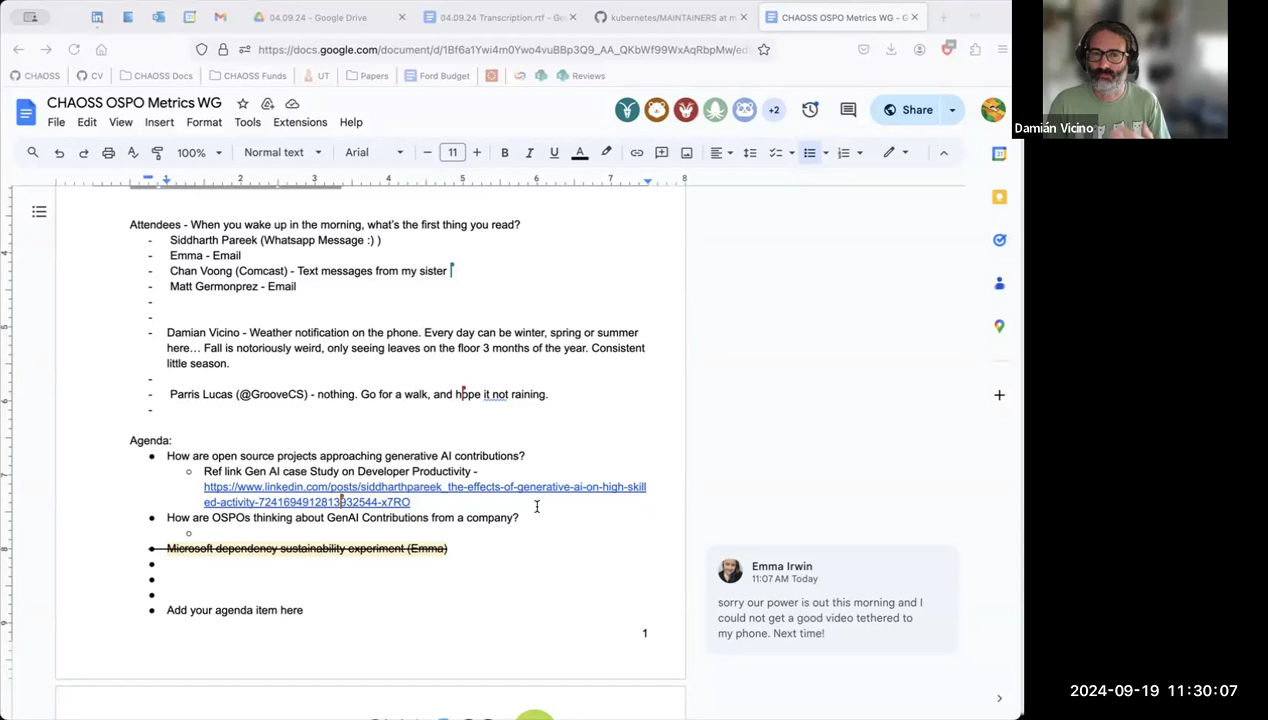 04.09.24 - Google Drive
04.09.24 Transcription.rtf - Go
kubernetes/MAINTAINERS at m
CHAOSS OSPO Metrics WG - G
https://docs.google.com/document/d/1Bf6a1Ywi4m0Ywo4vuBBp3Q9_AA_QKbWf99WxAqRbpMw/ed
CHAOSS
CV
CHAOSS Docs
CHAOSS Funds
UT
Papers
Ford Budget
Reviews
CHAOSS OSPO Metrics WG
File Edit View Insert Format Tools Extensions Help
+2
Share
100%
Normal text
Arial
11
B I U A
1 2 3 4 5 6 7 8
Attendees - When you wake up in the morning, what's the first thing you read?
- Siddharth Pareek (Whatsapp Message :) )
- Emma - Email
- Chan Voong (Comcast) - Text messages from my sister
- Matt Germonprez - Email
-
-
- Damian Vicino - Weather notification on the phone. Every day can be winter, spring or summer
here... Fall is notoriously weird, only seeing leaves on the floor 3 months of the year. Consistent
little season.
-
- Parris Lucas (@GrooveCS) - nothing. Go for a walk, and hope it not raining.
-
Agenda:
● How are open source projects approaching generative AI contributions?
○ Ref link Gen AI case Study on Developer Productivity -
https://www.linkedin.com/posts/siddharthpareek_the-effects-of-generative-ai-on-high-skill
ed-activity-7241694912813932544-x7RO
● How are OSPOs thinking about GenAI Contributions from a company?
○
● Microsoft dependency sustainability experiment (Emma)
●
●
●
● Add your agenda item here
1
Emma Irwin
11:07 AM Today
sorry our power is out this morning and I
could not get a good video tethered to
my phone. Next time!
Damián Vicino
2024-09-19 11:30:07